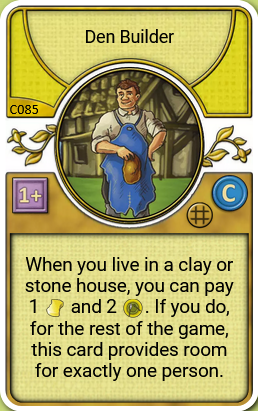 Den Builder
C085
1+
C
When you live in a clay or
stone house, you can pay
1 and 2 . If you do,
for the rest of the game,
this card provides room
for exactly one person.